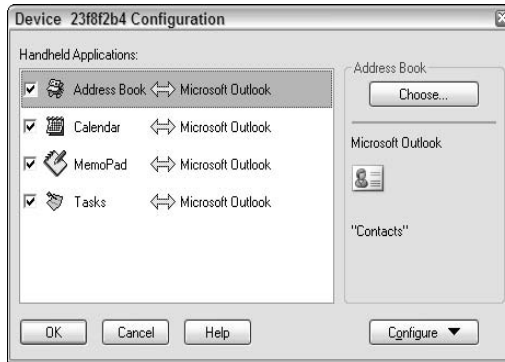 Device 23f8f2b4 Configuration
Handheld Applications:
Address Book Microsoft Outlook
Calendar Microsoft Outlook
MemoPad Microsoft Outlook
Tasks Microsoft Outlook
Address Book
Choose...
Microsoft Outlook
"Contacts"
OK Cancel Help Configure